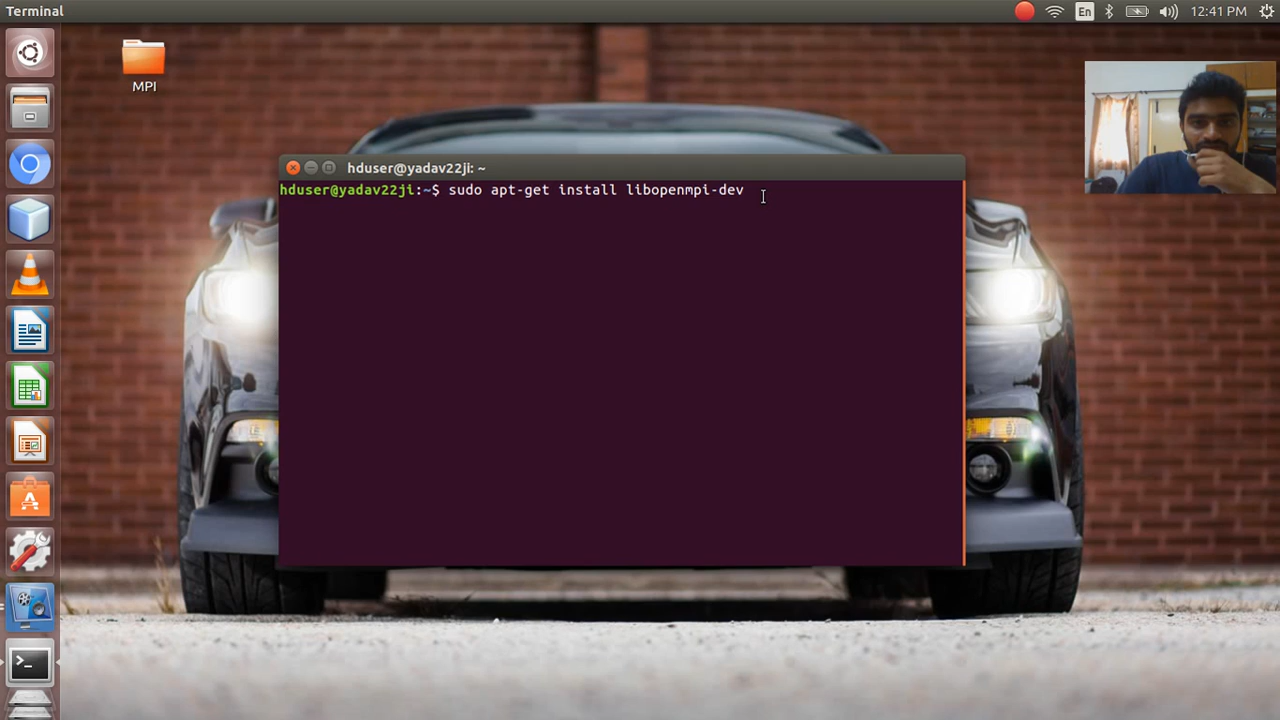 Terminal
En
12:41 PM
MPI
hduser@yadav22ji: ~
hduser@yadav22ji:~$ sudo apt-get install libopenmpi-dev